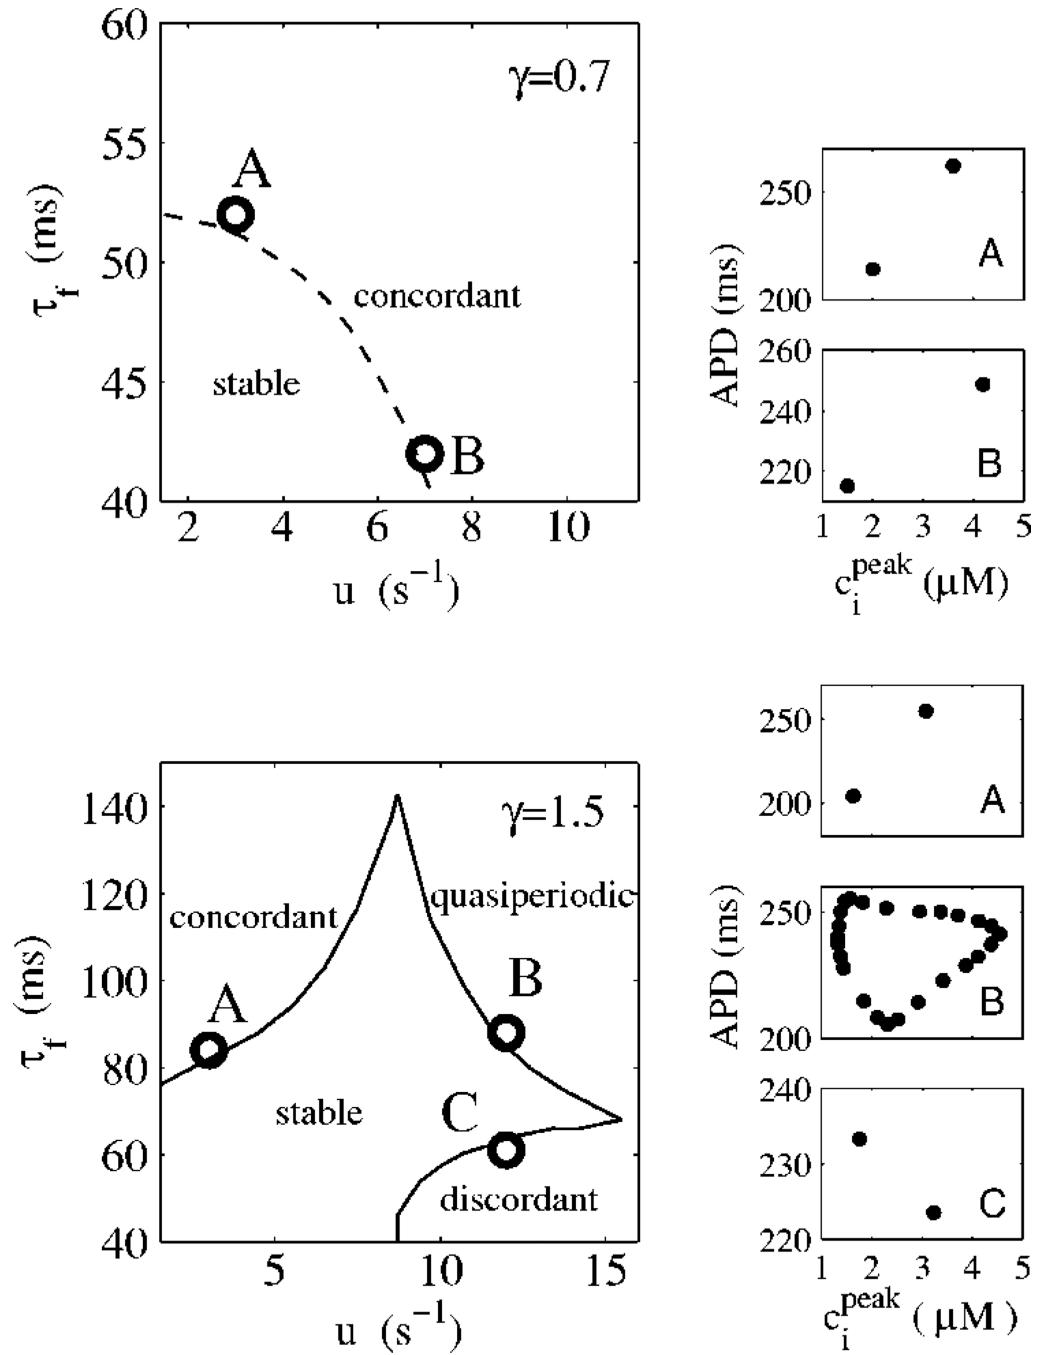 γ=0.7
60
55
50
45
40
τf (ms)
A
concordant
stable
B
2 4 6 8 10
u (s⁻¹)
250
200
A
APD (ms)
260
240
220
B
1 2 3 4 5
c_i^peak (μM)
γ=1.5
140
120
100
80
60
40
τf (ms)
concordant
quasiperiodic
A
B
stable
C
discordant
5 10 15
u (s⁻¹)
250
200
A
APD (ms)
250
200
B
240
230
220
C
1 2 3 4 5
c_i^peak (μM)